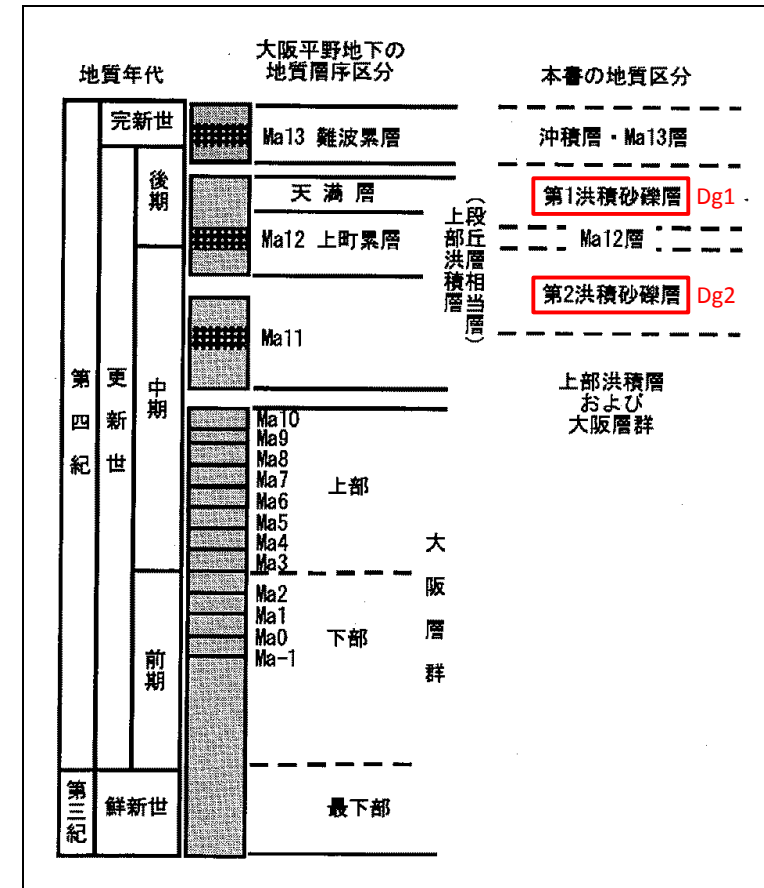 大阪平野地下の
地質年代
地質層序区分
本書の地質区分
完新世
Ma13 難波累層
沖積層・Ma13層
後期
天満層
第1洪積砂礫層 Dg1
Ma12 上町累層
Ma12層
第2洪積砂礫層 Dg2
上部洪積層
(段丘層相当層)
Ma11
第四紀
更新世
中期
上部洪積層
および
大阪層群
Ma10
Ma9
Ma8
Ma7
上部
Ma6
Ma5
Ma4
Ma3
大阪層群
Ma2
Ma1
Ma0
下部
Ma-1
前期
第三紀
鮮新世
最下部